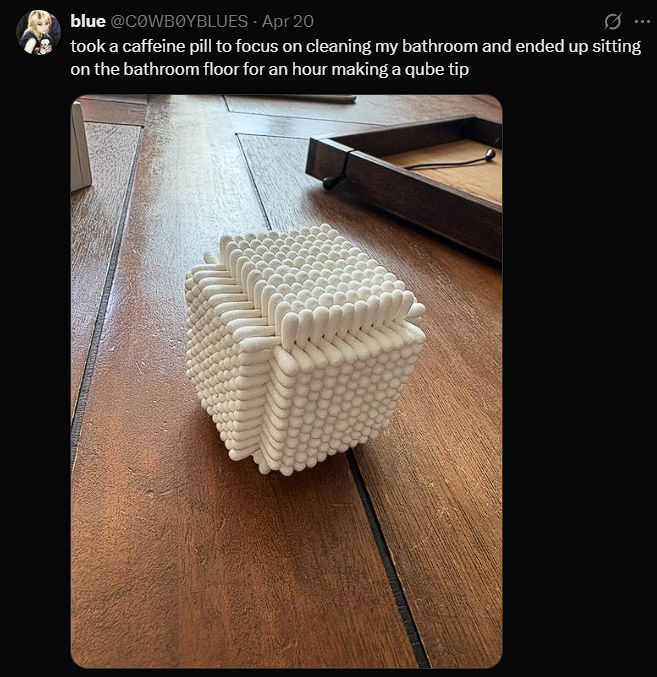 blue @C0WB0YBLUES · Apr 20
took a caffeine pill to focus on cleaning my bathroom and ended up sitting
on the bathroom floor for an hour making a qube tip